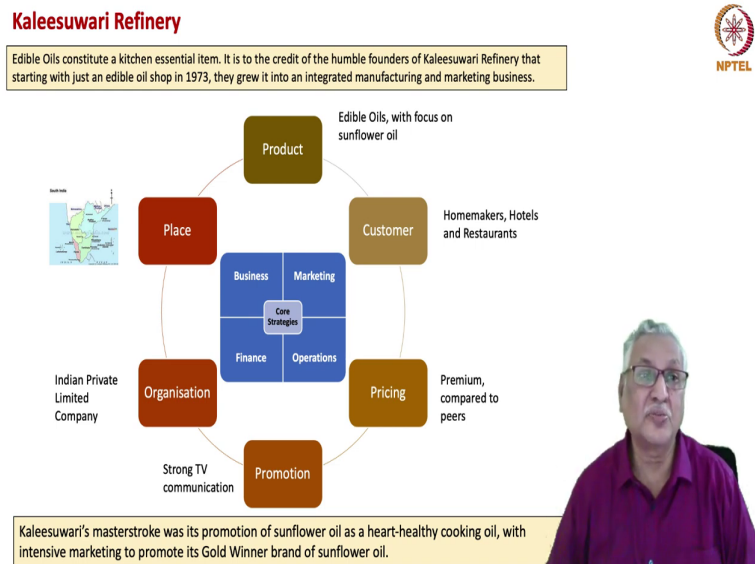 Kaleesuwari Refinery
NPTEL
Edible Oils constitute a kitchen essential item. It is to the credit of the humble founders of Kaleesuwari Refinery that
starting with just an edible oil shop in 1973, they grew it into an integrated manufacturing and marketing business.
Product
Edible Oils, with focus on
sunflower oil
South India
Place
Customer
Homemakers, Hotels
and Restaurants
Business
Marketing
Core
Strategies
Finance
Operations
Indian Private
Limited
Company
Organisation
Pricing
Premium,
compared to
peers
Strong TV
communication
Promotion
Kaleesuwari's masterstroke was its promotion of sunflower oil as a heart-healthy cooking oil, with
intensive marketing to promote its Gold Winner brand of sunflower oil.